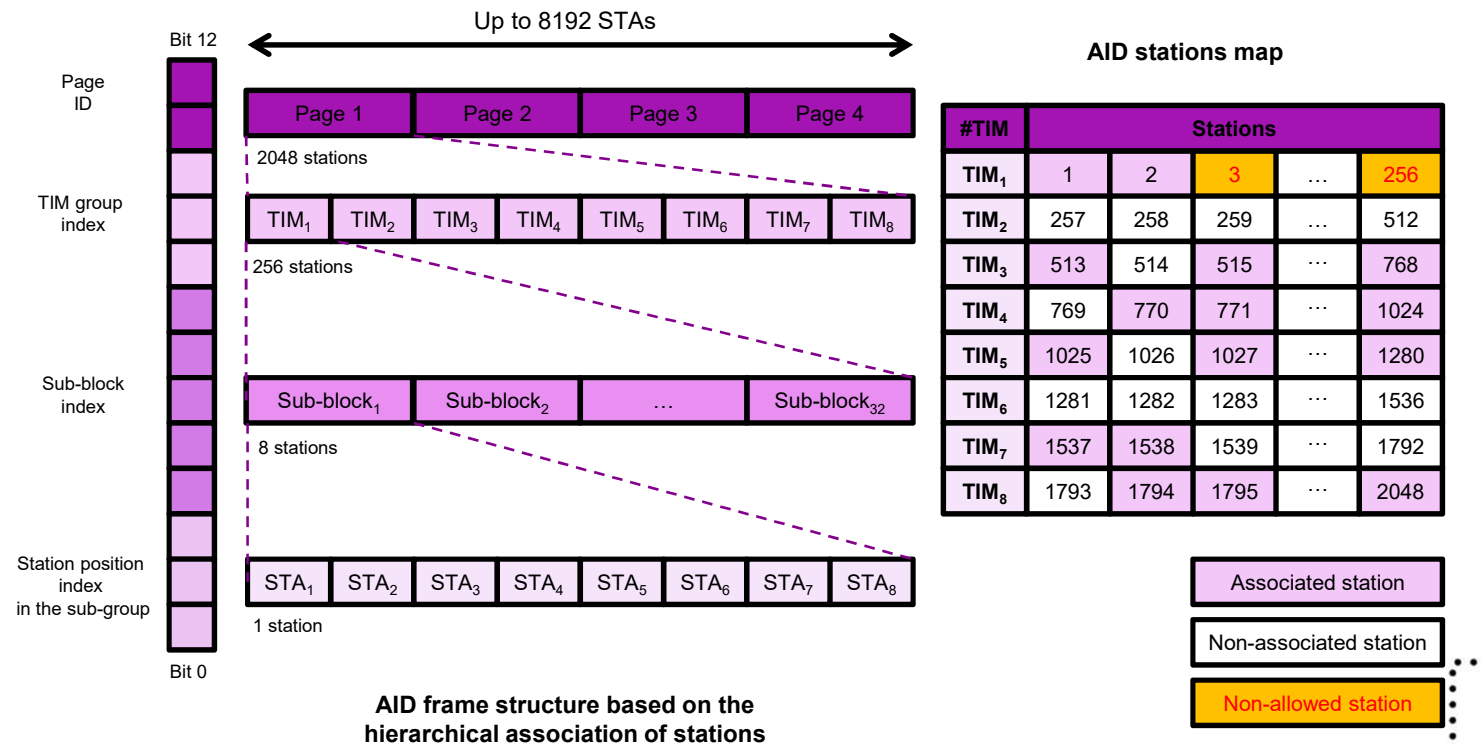 Up to 8192 STAs
Bit 12
AID stations map
Page
ID
Page 1 Page 2 Page 3 Page 4
2048 stations
TIM group
index
TIM1 TIM2 TIM3 TIM4 TIM5 TIM6 TIM7 TIM8
256 stations
Sub-block
index
Sub-block1 Sub-block2 … Sub-block32
8 stations
Station position
index
in the sub-group
STA1 STA2 STA3 STA4 STA5 STA6 STA7 STA8
1 station
Bit 0
AID frame structure based on the
hierarchical association of stations
#TIM Stations
TIM1 1 2 3 … 256
TIM2 257 258 259 … 512
TIM3 513 514 515 … 768
TIM4 769 770 771 … 1024
TIM5 1025 1026 1027 … 1280
TIM6 1281 1282 1283 … 1536
TIM7 1537 1538 1539 … 1792
TIM8 1793 1794 1795 … 2048
Associated station
Non-associated station
Non-allowed station